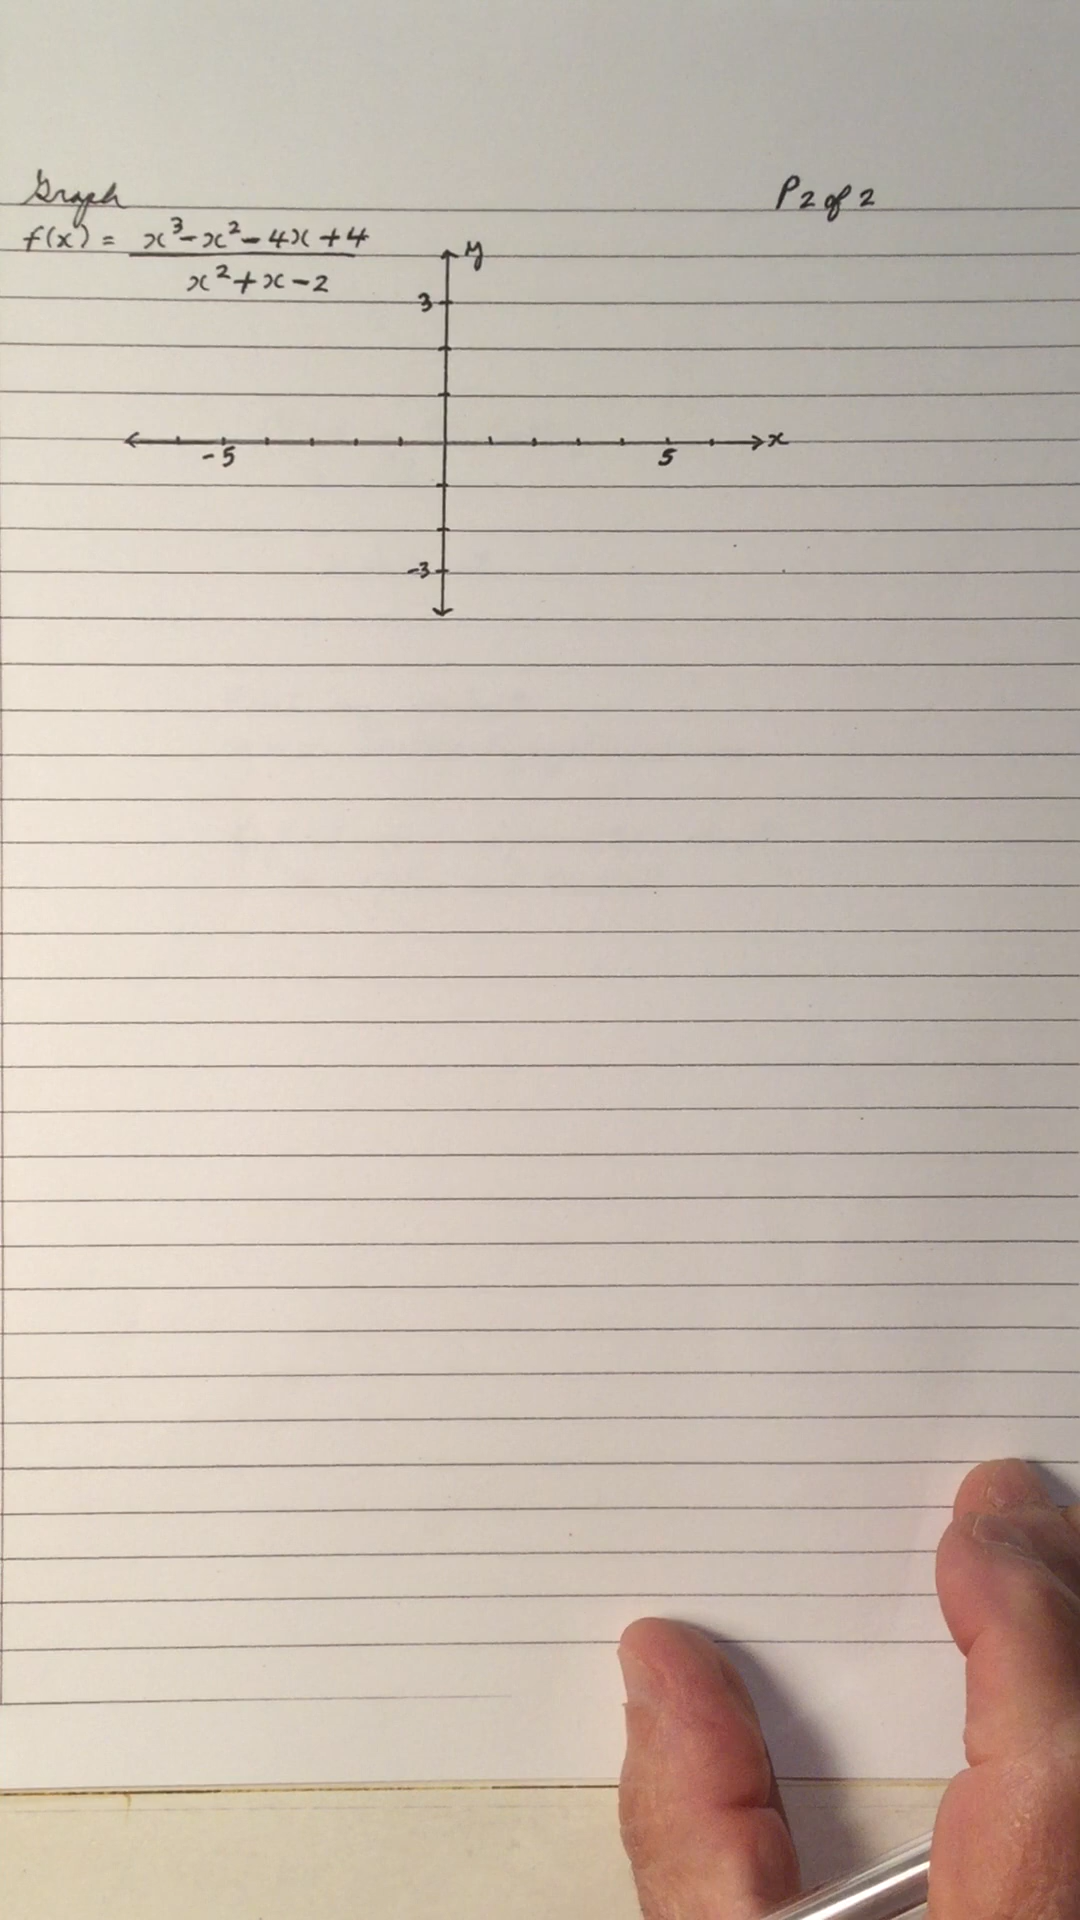 Graph
P2 of 2
f(x) = x³-x²-4x+4
x²+x-2
y
3
x
-5
5
-3